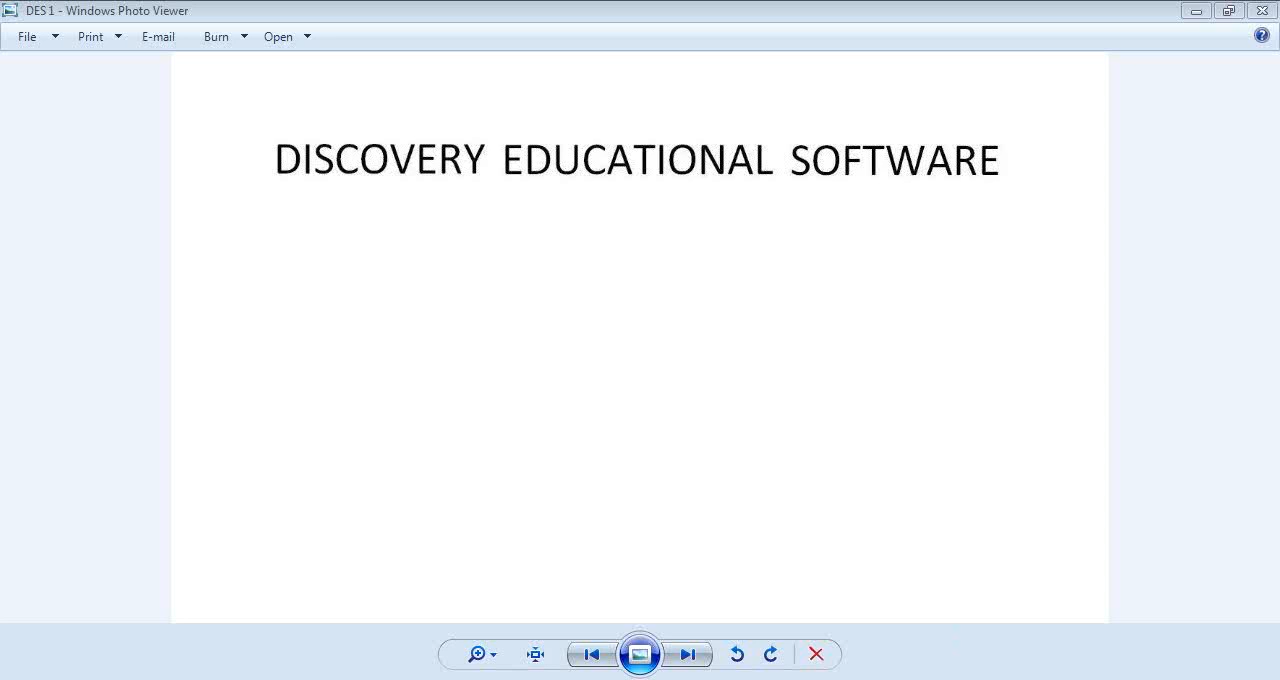 DES 1 - Windows Photo Viewer
File Print E-mail Burn Open
DISCOVERY EDUCATIONAL SOFTWARE